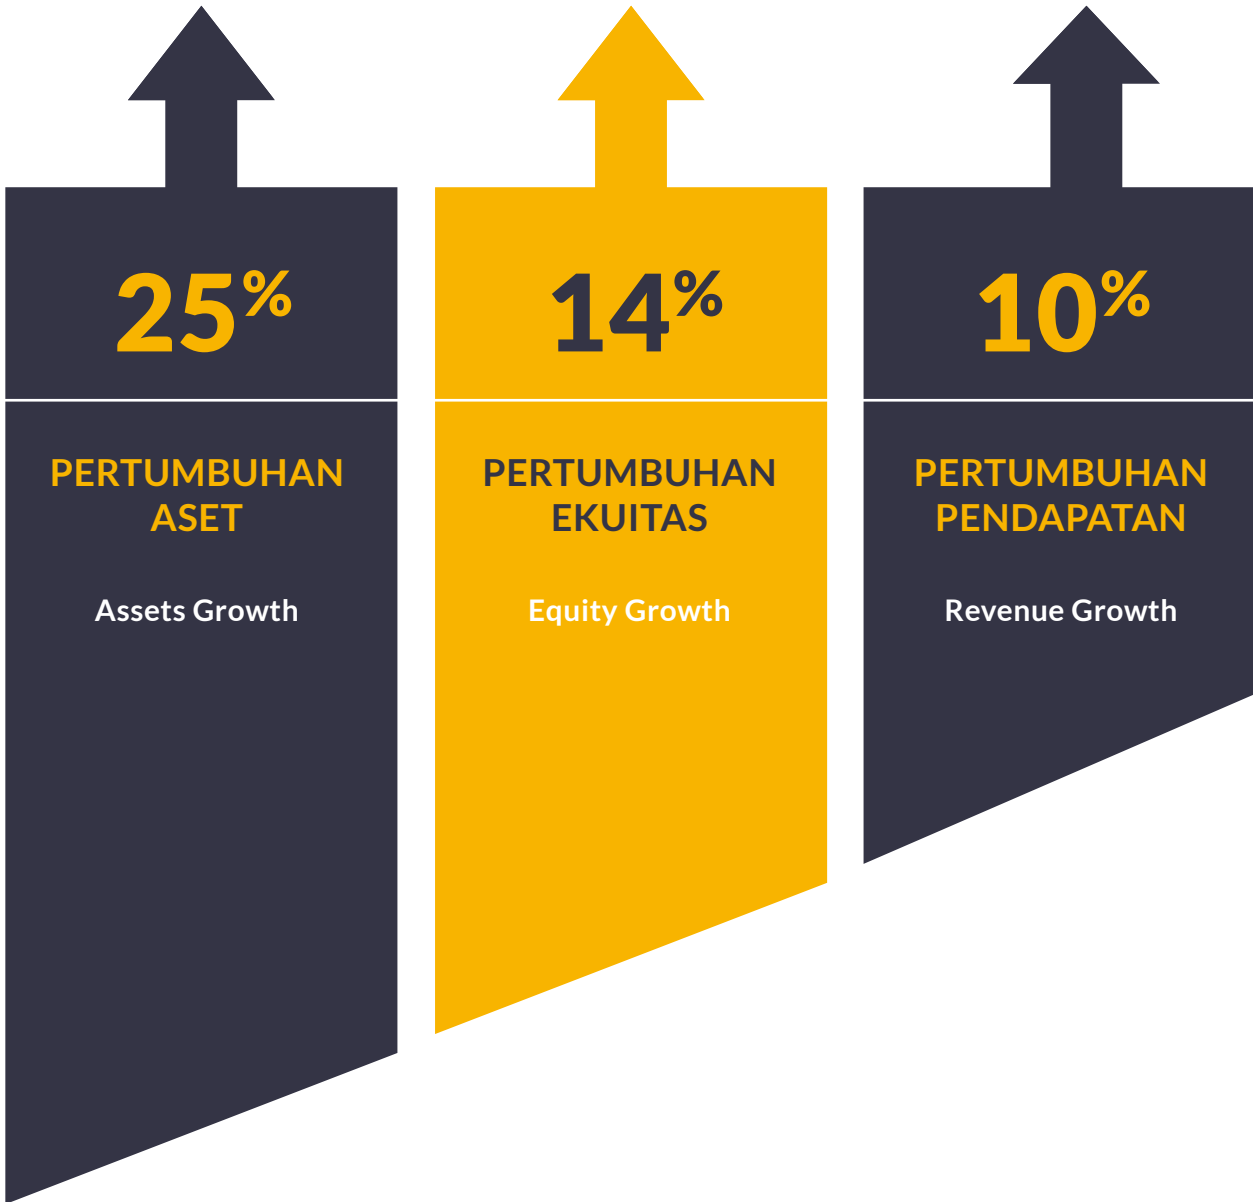 25%
PERTUMBUHAN
ASET
Assets Growth
14%
PERTUMBUHAN
EKUITAS
Equity Growth
10%
PERTUMBUHAN
PENDAPATAN
Revenue Growth